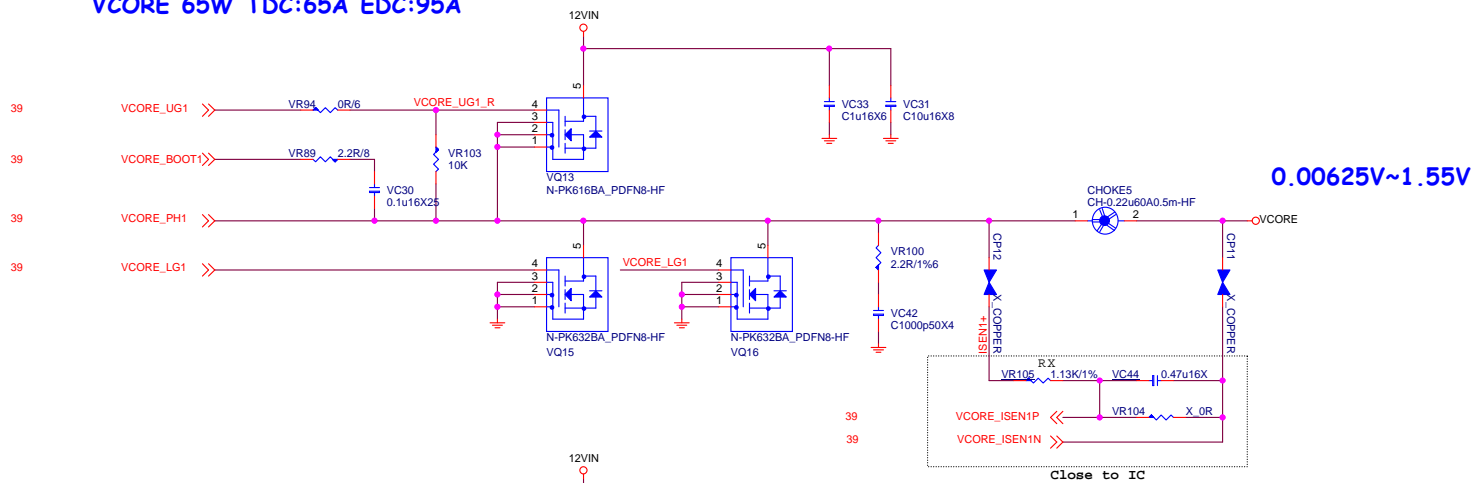 VCORE 65W TDC:65A EDC:95A
12VIN
5
39 VCORE_UG1 VR94 0R/6 VCORE_UG1_R 4
3
2
1
VC33
C1u16X6
VC31
C10u16X8
39 VCORE_BOOT1 VR89 2.2R/8
VR103
10K
VQ13
N-PK616BA_PDFN8-HF
0.00625V~1.55V
VC30
0.1u16X25
CHOKE5
CH-0.22u60A0.5m-HF
39 VCORE_PH1
1 2 VCORE
5 5
CP12 CP11
39 VCORE_LG1 4
3
2
1
VCORE_LG1 4
3
2
1
VR100
2.2R/1%6
VC42
C1000p50X4
X_COPPER X_COPPER
ISEN1+
N-PK632BA_PDFN8-HF
VQ15
N-PK632BA_PDFN8-HF
VQ16
RX
VR105 1.13K/1% VC44 0.47u16X
39 VCORE_ISEN1P VR104 X_0R
39 VCORE_ISEN1N
Close to IC
12VIN